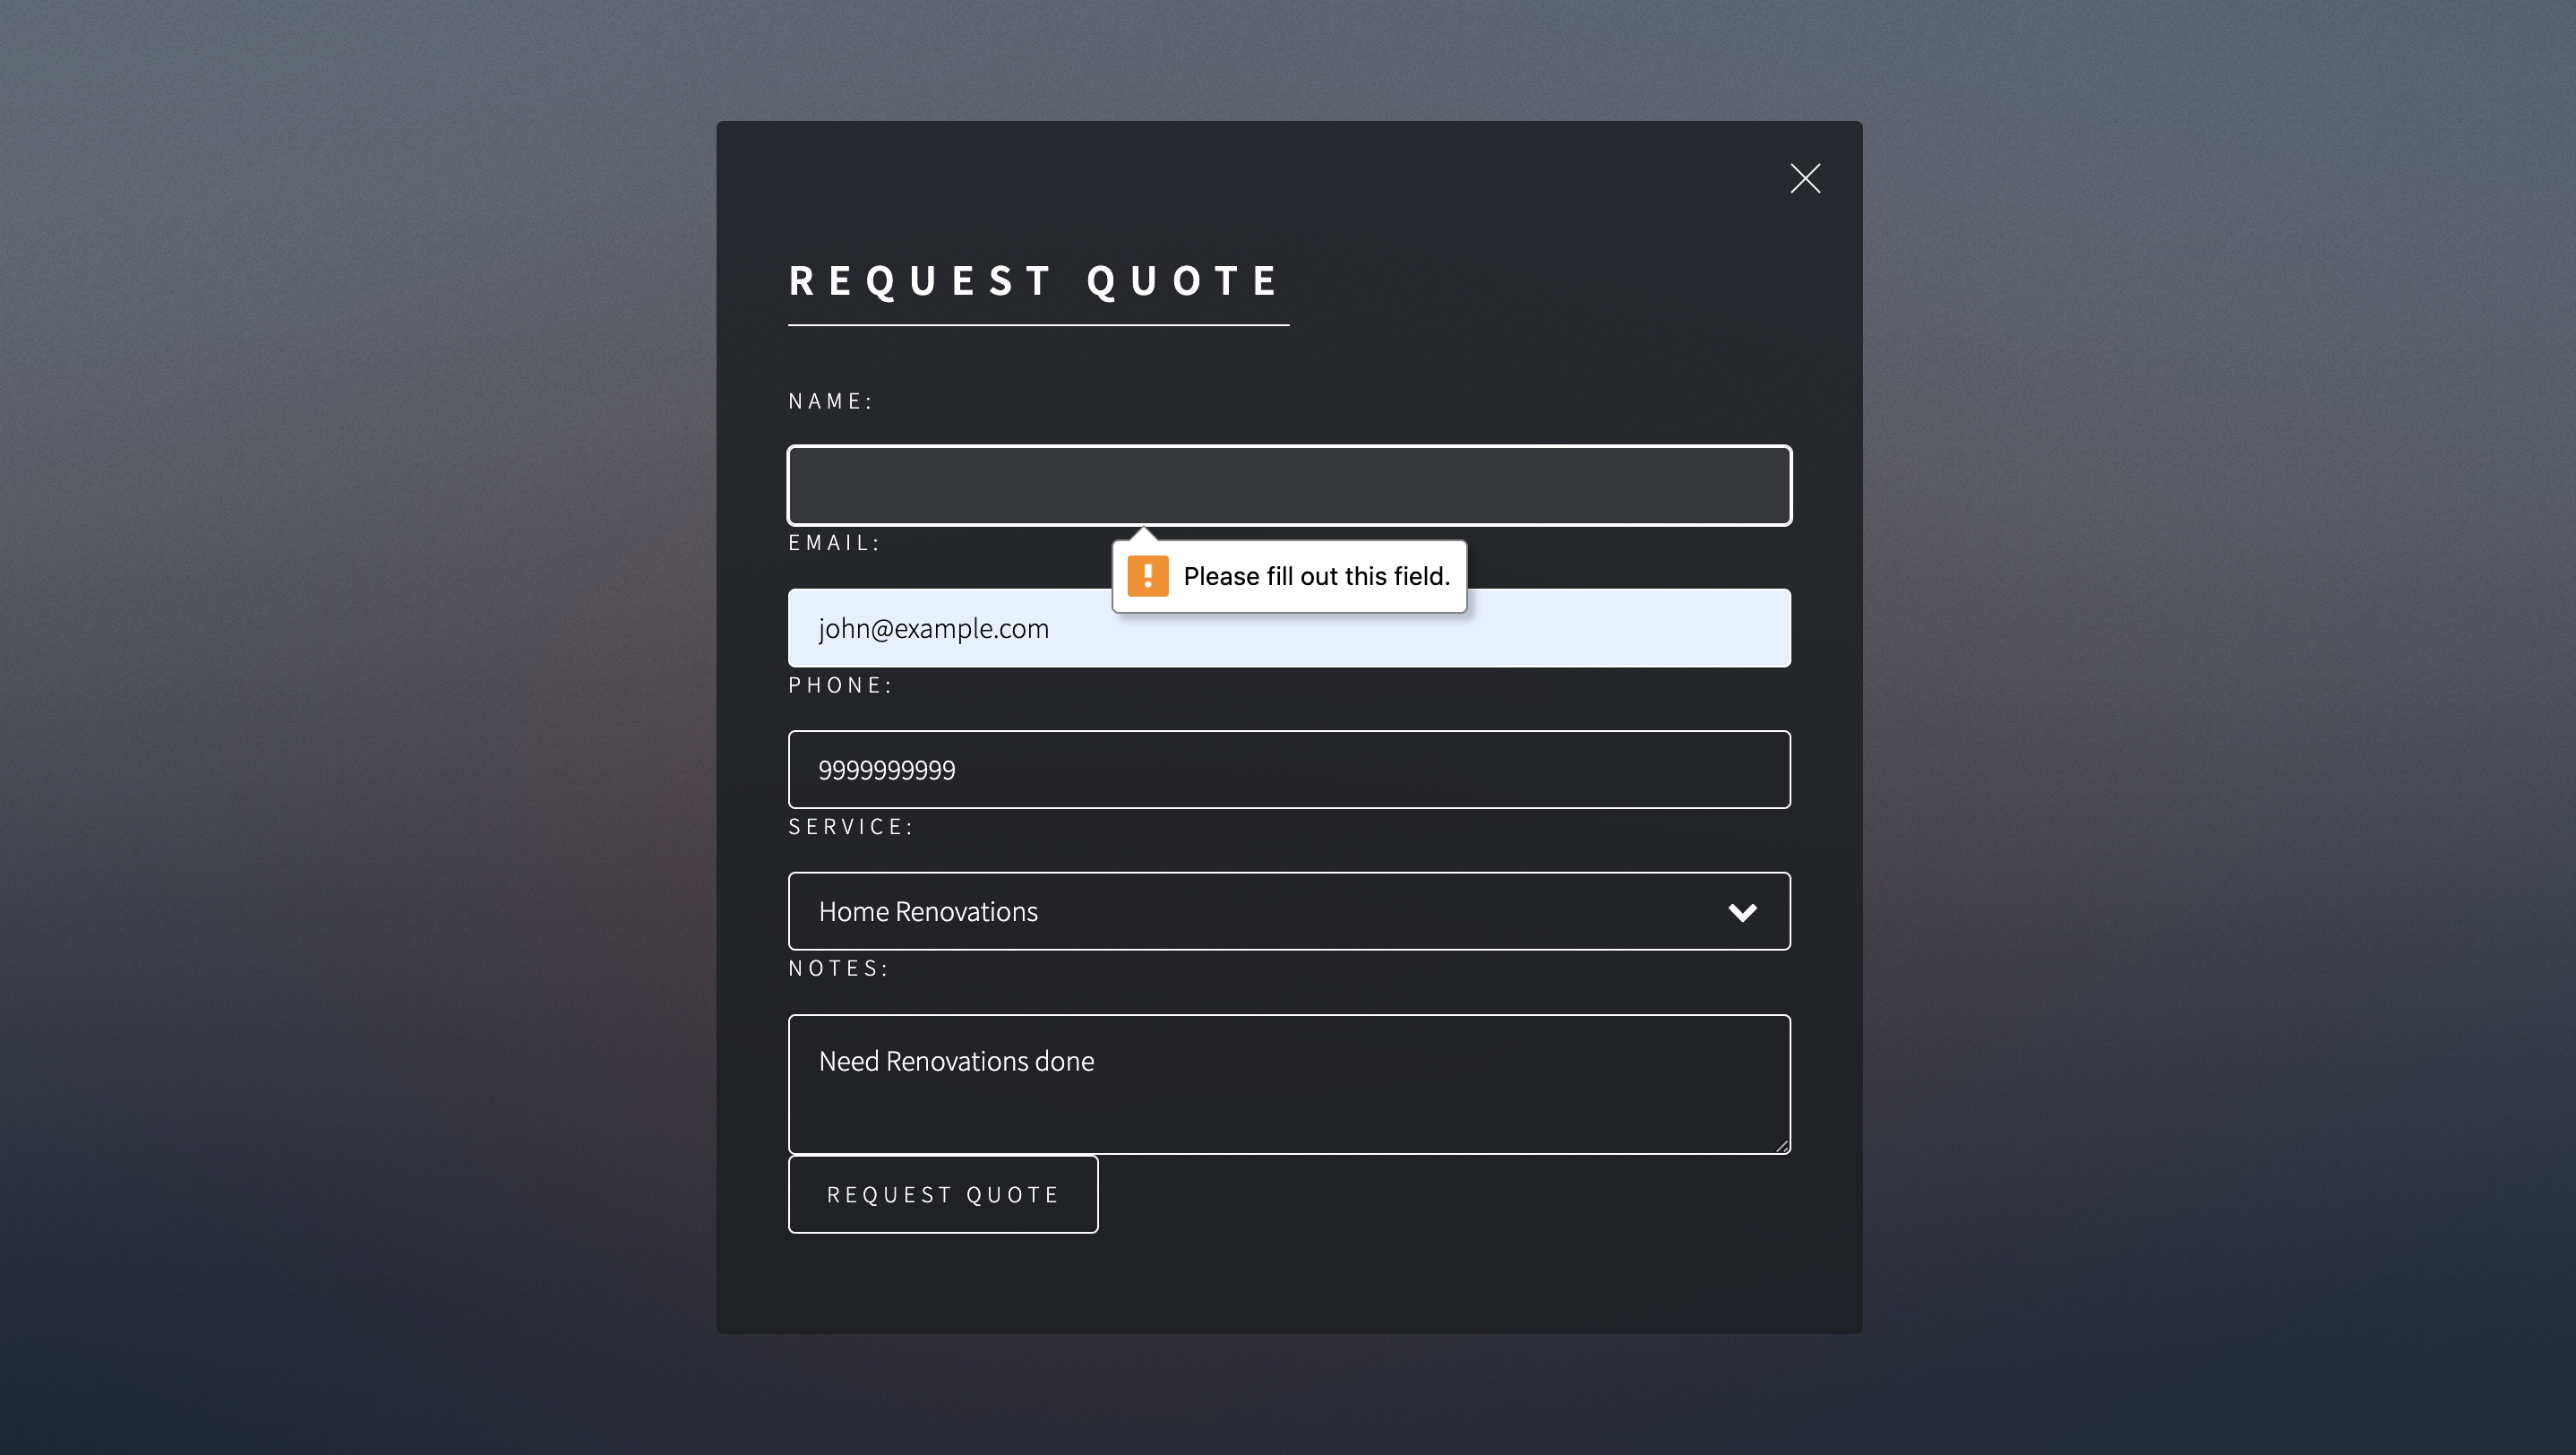 REQUEST QUOTE
NAME:
EMAIL:
Please fill out this field.
john@example.com
PHONE:
9999999999
SERVICE:
Home Renovations
NOTES:
Need Renovations done
REQUEST QUOTE